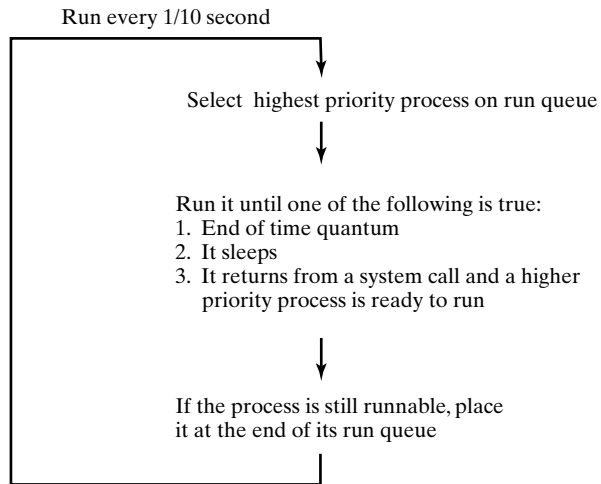 Run every 1/10 second
Select highest priority process on run queue
Run it until one of the following is true:
1. End of time quantum
2. It sleeps
3. It returns from a system call and a higher
priority process is ready to run
If the process is still runnable, place
it at the end of its run queue